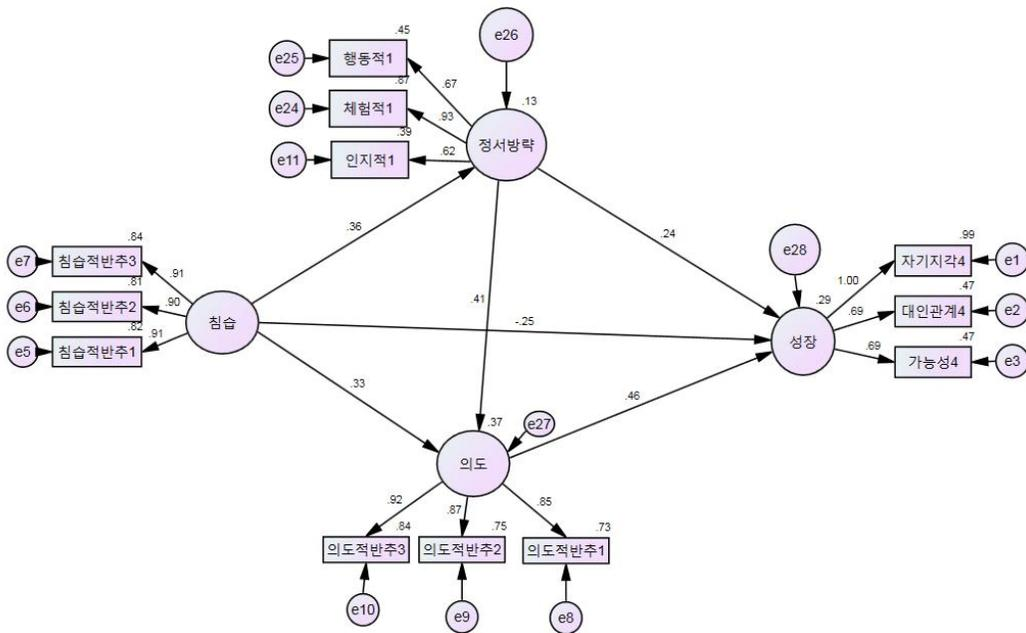 e26
.45
e25
행동적1
.67
.87
e24
체험적1
.93
.13
정서방략
.39
e11
인지적1
.62
.36
.24
e28
.99
자기지각4
e1
1.00
.84
e7
침습적반추3
.91
.81
e6
침습적반추2
.90
.41
침습
.29
.47
대인관계4
e2
.69
.82
e5
침습적반추1
.91
-.25
성장
.47
가능성4
e3
.69
.33
.46
.37
e27
의도
.92
.87
.85
.84
의도적반추3
.75
의도적반추2
.73
의도적반추1
e10
e9
e8